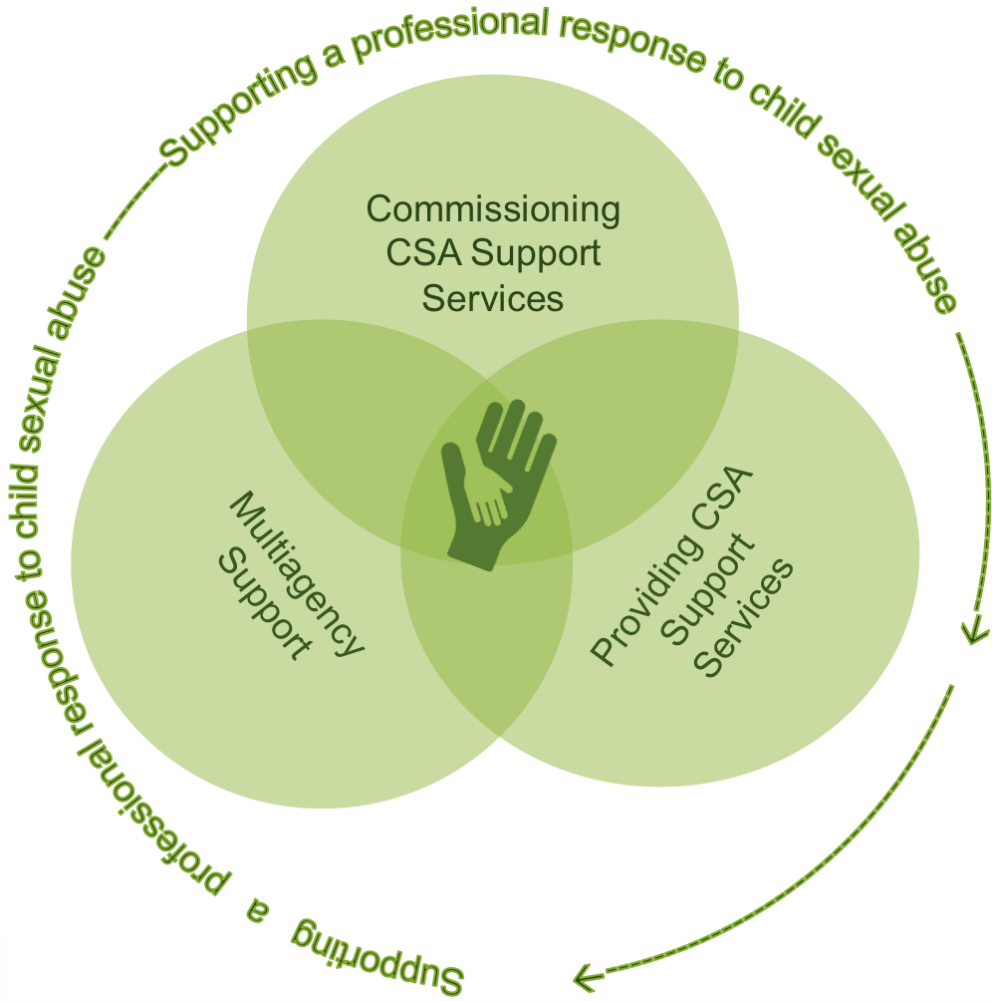 Supporting a professional response to child sexual abuse
Commissioning
CSA Support
Services
Multiagency
Support
Providing CSA
Support
Services
Supporting a professional response to child sexual abuse